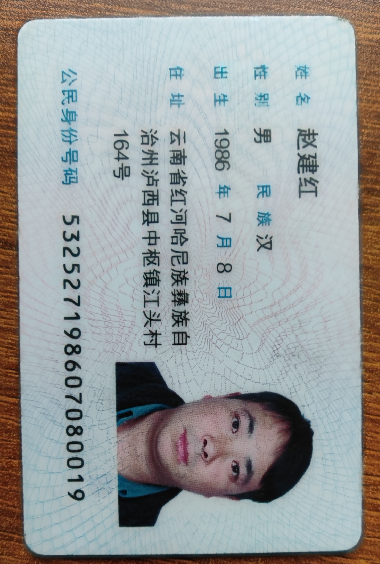 姓名 赵建红
性别 男 民族 汉
出生 1986 年 7 月 8 日
住址 云南省红河哈尼族彝族自
治州泸西县中枢镇江头村
164号
公民身份号码 532527198607080019